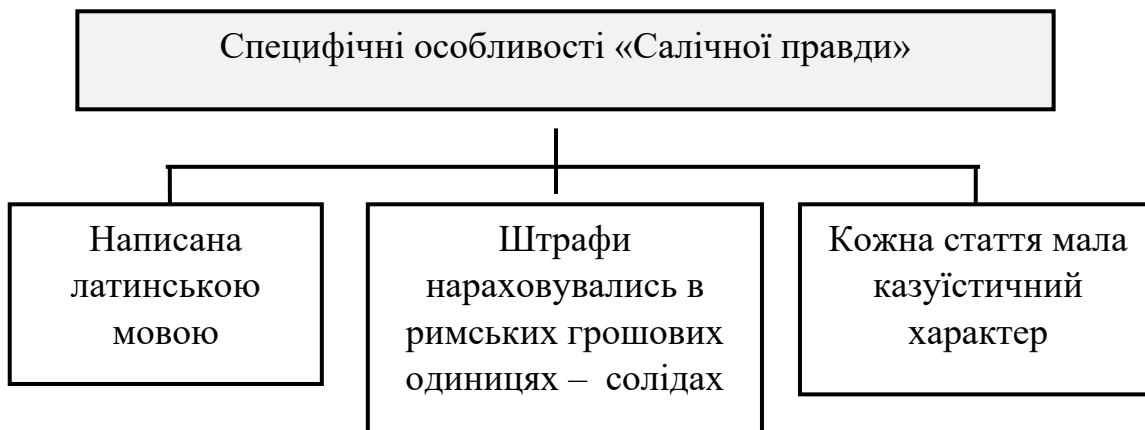 Специфічні особливості «Салічної правди»
Написана
латинською
мовою
Штрафи
нараховувались в
римських грошових
одиницях – солідах
Кожна стаття мала
казуїстичний
характер